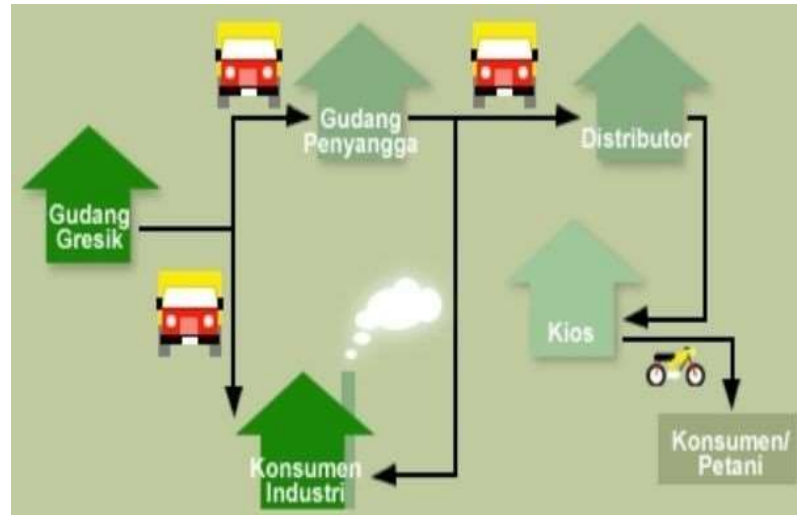 Gudang
Gresik
Gudang
Penyangga
Distributor
Kios
Konsumen/
Petani
Konsumen
Industri